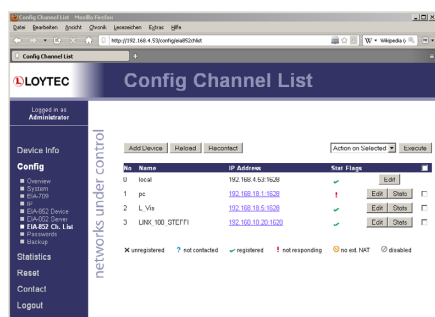 Config Channel List - Mozilla Firefox
Datei Bearbeiten Ansicht Chronik Lesezeichen Extras Hilfe
http://192.168.4.53/config/eia852chlist
W Wikipedia
Config Channel List
LOYTEC
Config Channel List
Logged in as
Administrator
networks under control
Add Device Reload Recontact
Action on Selected Execute
Device Info
Config
Overview
System
EIA-709
IP
EIA-852 Device
EIA-852 Server
EIA-852 Ch. List
Passwords
Backup
Statistics
Reset
Contact
Logout
No Name IP Address Stat Flags
0 local 192.168.4.53:1628 Edit
1 pc 192.168.18.1:1628 Edit Stats
2 L_Vis 192.168.18.5:1628 Edit Stats
3 LINX_100_STEFFI 192.168.10.20:1628 Edit Stats
unregistered ? not contacted registered ! not responding no ext. NAT disabled